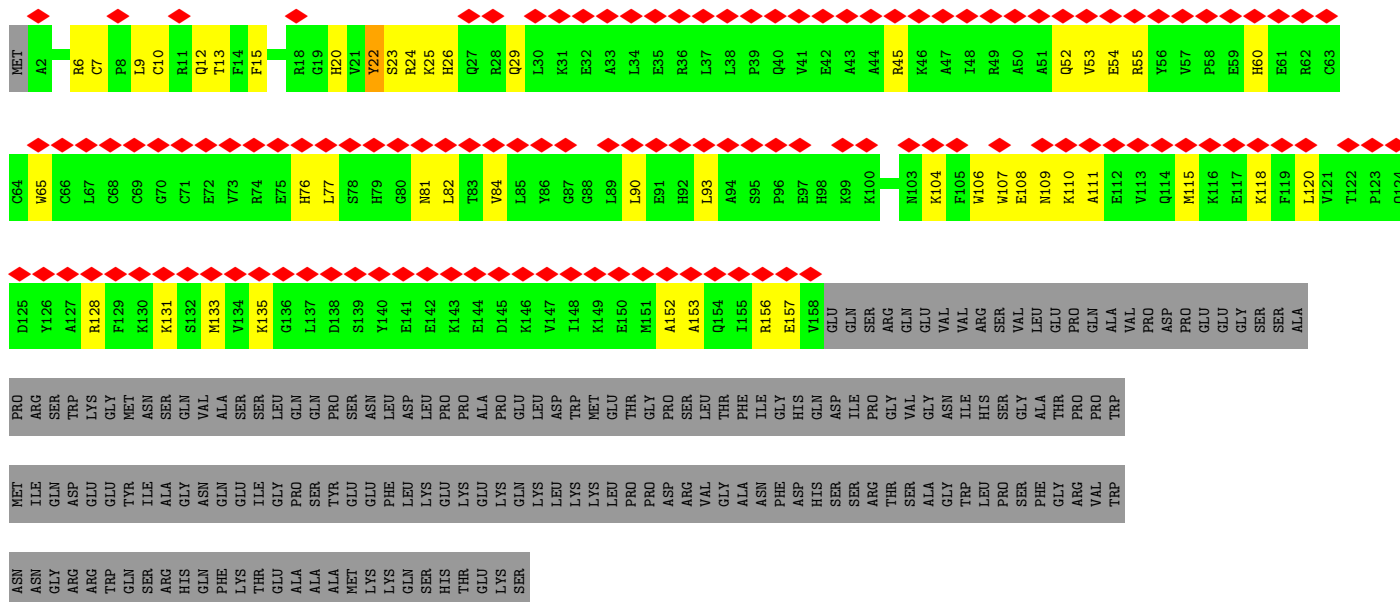 MET A2 R6 C7 P8 L9 C10 R11 Q12 T13 F14 F15 R18 G19 H20 V21 Y22 S23 R24 K25 H26 Q27 R28 Q29 L30 K31 E32 A33 L34 E35 R36 L37 L38 P39 Q40 V41 E42 A43 A44 R45 K46 A47 I48 R49 A50 A51 Q52 V53 E54 R55 Y56 V57 P58 E59 H60 E61 R62 C63
C64 W65 C66 L67 C68 C69 G70 C71 E72 V73 R74 E75 H76 L77 S78 H79 G80 N81 L82 T83 V84 L85 Y86 G87 G88 L89 L90 E91 H92 L93 A94 S95 P96 E97 H98 K99 K100 N103 K104 F105 W106 W107 E108 N109 K110 A111 E112 V113 Q114 M115 K116 E117 K118 F119 L120 V121 T122 P123 Q124
D125 Y126 A127 R128 F129 K130 K131 S132 M133 V134 K135 G136 L137 D138 S139 Y140 E141 E142 K143 E144 D145 K146 V147 I148 K149 E150 M151 A152 A153 Q154 I155 R156 E157 V158 GLU GLN SER ARG GLN GLU VAL VAL ARG SER VAL LEU GLU PRO GLN ALA VAL PRO ASP PRO GLU GLU GLY SER SER ALA
PRO ARG SER TRP LYS GLY MET ASN SER GLN VAL ALA SER SER LEU GLN GLN PRO SER ASN LEU ASP LEU PRO PRO ALA PRO GLU LEU ASP TRP MET GLU THR GLY PRO SER LEU THR PHE ILE GLY HIS GLN ASP ILE PRO GLY VAL GLY ASN ILE HIS SER GLY ALA THR PRO PRO TRP
MET ILE GLN ASP GLU GLU TYR ILE ALA GLY ASN GLN GLU ILE GLY PRO SER TYR GLU GLU PHE LEU LYS GLU LYS GLU LYS GLN LYS LEU LYS LYS LEU PRO PRO ASP ARG VAL GLY ALA ASN PHE ASP HIS SER SER ARG THR SER ALA GLY TRP LEU PRO SER PHE GLY ARG VAL TRP
ASN ASN GLY ARG ARG TRP GLN SER ARG HIS GLN PHE LYS THR GLU ALA ALA ALA MET LYS LYS GLN SER HIS THR GLU LYS SER